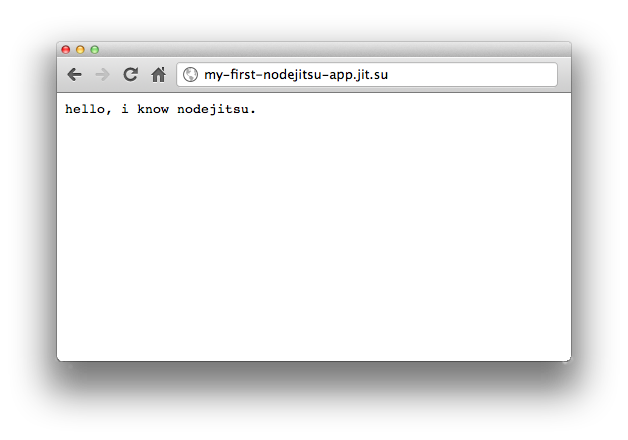 my-first-nodejitsu-app.jit.su
hello, i know nodejitsu.